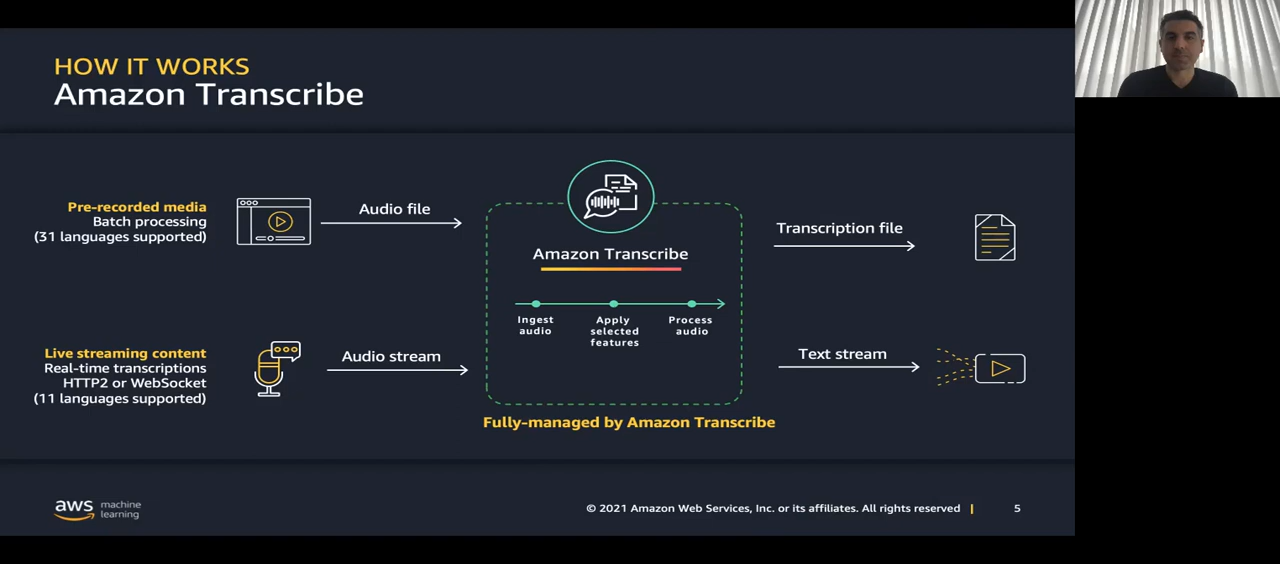 HOW IT WORKS
Amazon Transcribe
Pre-recorded media
Batch processing
(31 languages supported)
Audio file
Amazon Transcribe
Ingest
audio
Apply
selected
features
Process
audio
Transcription file
Live streaming content
Real-time transcriptions
HTTP2 or WebSocket
(11 languages supported)
Audio stream
Text stream
Fully-managed by Amazon Transcribe
aws machine
learning
© 2021 Amazon Web Services, Inc. or its affiliates. All rights reserved | 5